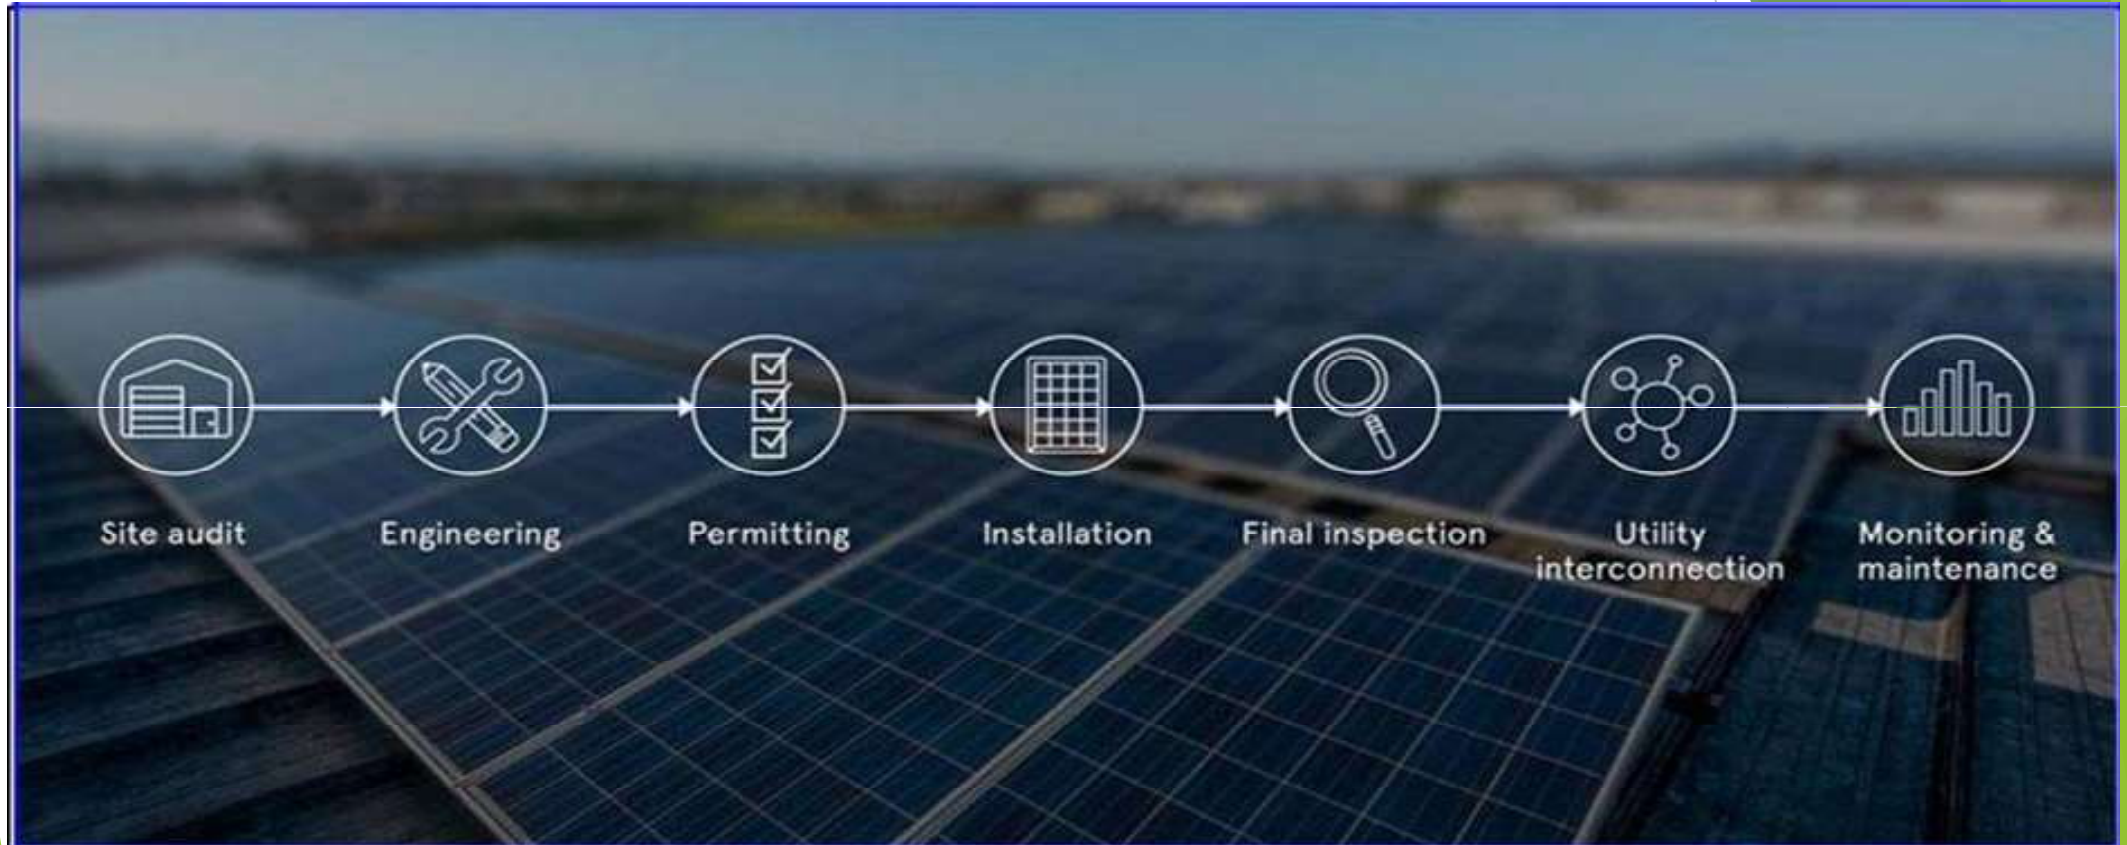 Site audit
Engineering
Permitting
Installation
Final inspection
Utility
interconnection
Monitoring &
maintenance